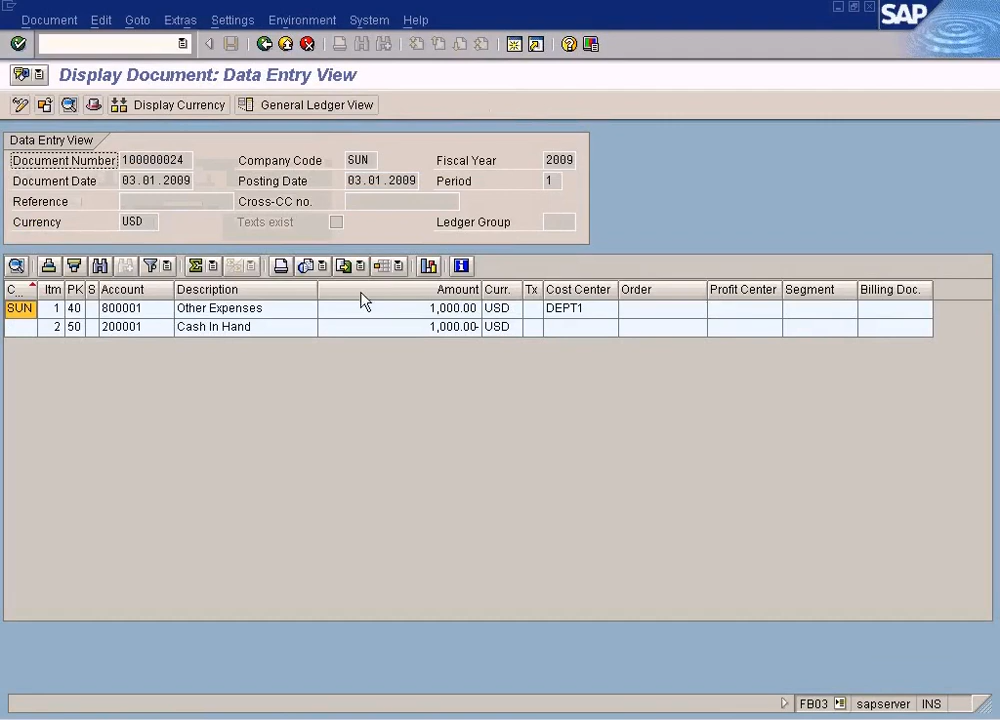 Document Edit Goto Extras Settings Environment System Help
SAP
Display Document: Data Entry View
Display Currency General Ledger View
Data Entry View
Document Number 100000024 Company Code SUN Fiscal Year 2009
Document Date 03.01.2009 Posting Date 03.01.2009 Period 1
Reference Cross-CC no.
Currency USD Texts exist Ledger Group
C... Itm PK S Account Description Amount Curr. Tx Cost Center Order Profit Center Segment Billing Doc.
SUN 1 40 800001 Other Expenses 1,000.00 USD DEPT1
2 50 200001 Cash In Hand 1,000.00- USD
FB03 sapserver INS